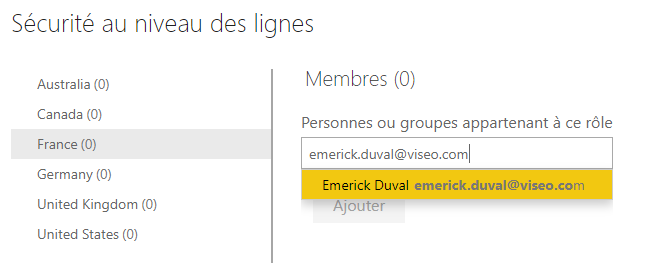 Sécurité au niveau des lignes
Australia (0)
Canada (0)
France (0)
Germany (0)
United Kingdom (0)
United States (0)
Membres (0)
Personnes ou groupes appartenant à ce rôle
emerick.duval@viseo.com
Emerick Duval emerick.duval@viseo.com
Ajouter